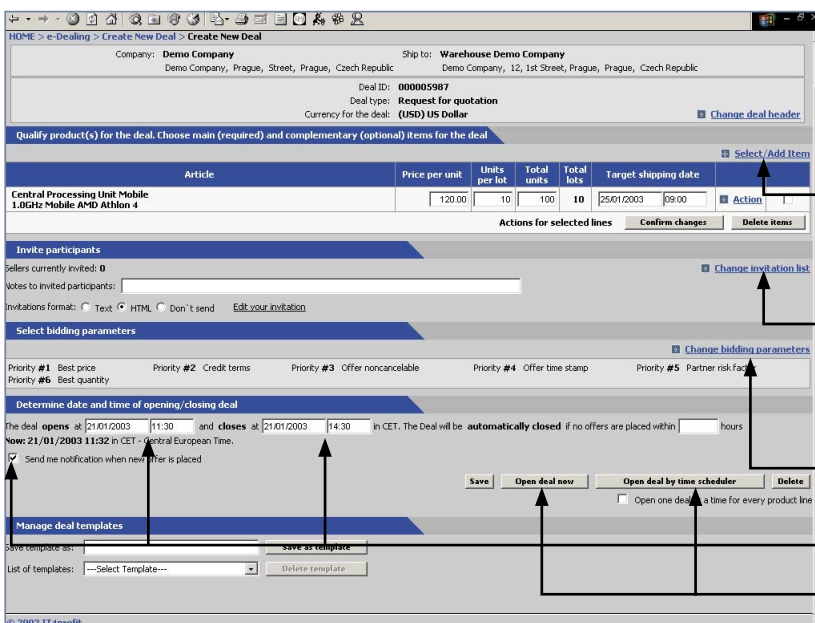 HOME > e-Dealing > Create New Deal > Create New Deal
Company: Demo Company Ship to: Warehouse Demo Company
Demo Company, Prague, Street, Prague, Czech Republic Demo Company, 12, 1st Street, Prague, Prague, Czech Republic
Deal ID: 000005987
Deal type: Request for quotation
Currency for the deal: (USD) US Dollar Change deal header
Qualify product(s) for the deal. Choose main (required) and complementary (optional) items for the deal
Select/Add Item
Article Price per unit Units per lot Total units Total lots Target shipping date
Central Processing Unit Mobile
1.0GHz Mobile AMD Athlon 4 120.00 10 100 10 25/01/2003 09:00 Action
Actions for selected lines Confirm changes Delete items
Invite participants
Sellers currently invited: 0 Change invitation list
Notes to invited participants:
Invitations format: Text HTML Don`t send Edit your invitation
Select bidding parameters
Change bidding parameters
Priority #1 Best price Priority #2 Credit terms Priority #3 Offer noncancelable Priority #4 Offer time stamp Priority #5 Partner risk factor
Priority #6 Best quantity
Determine date and time of opening/closing deal
The deal opens at 21/01/2003 11:30 and closes at 21/01/2003 14:30 in CET. The Deal will be automatically closed if no offers are placed within hours
Now: 21/01/2003 11:32 in CET - Central European Time.
Send me notification when new offer is placed
Save Open deal now Open deal by time scheduler Delete
Open one deal at a time for every product line
Manage deal templates
Save template as: Save as template
List of templates: ---Select Template--- Delete template
© 2002 IT4profit